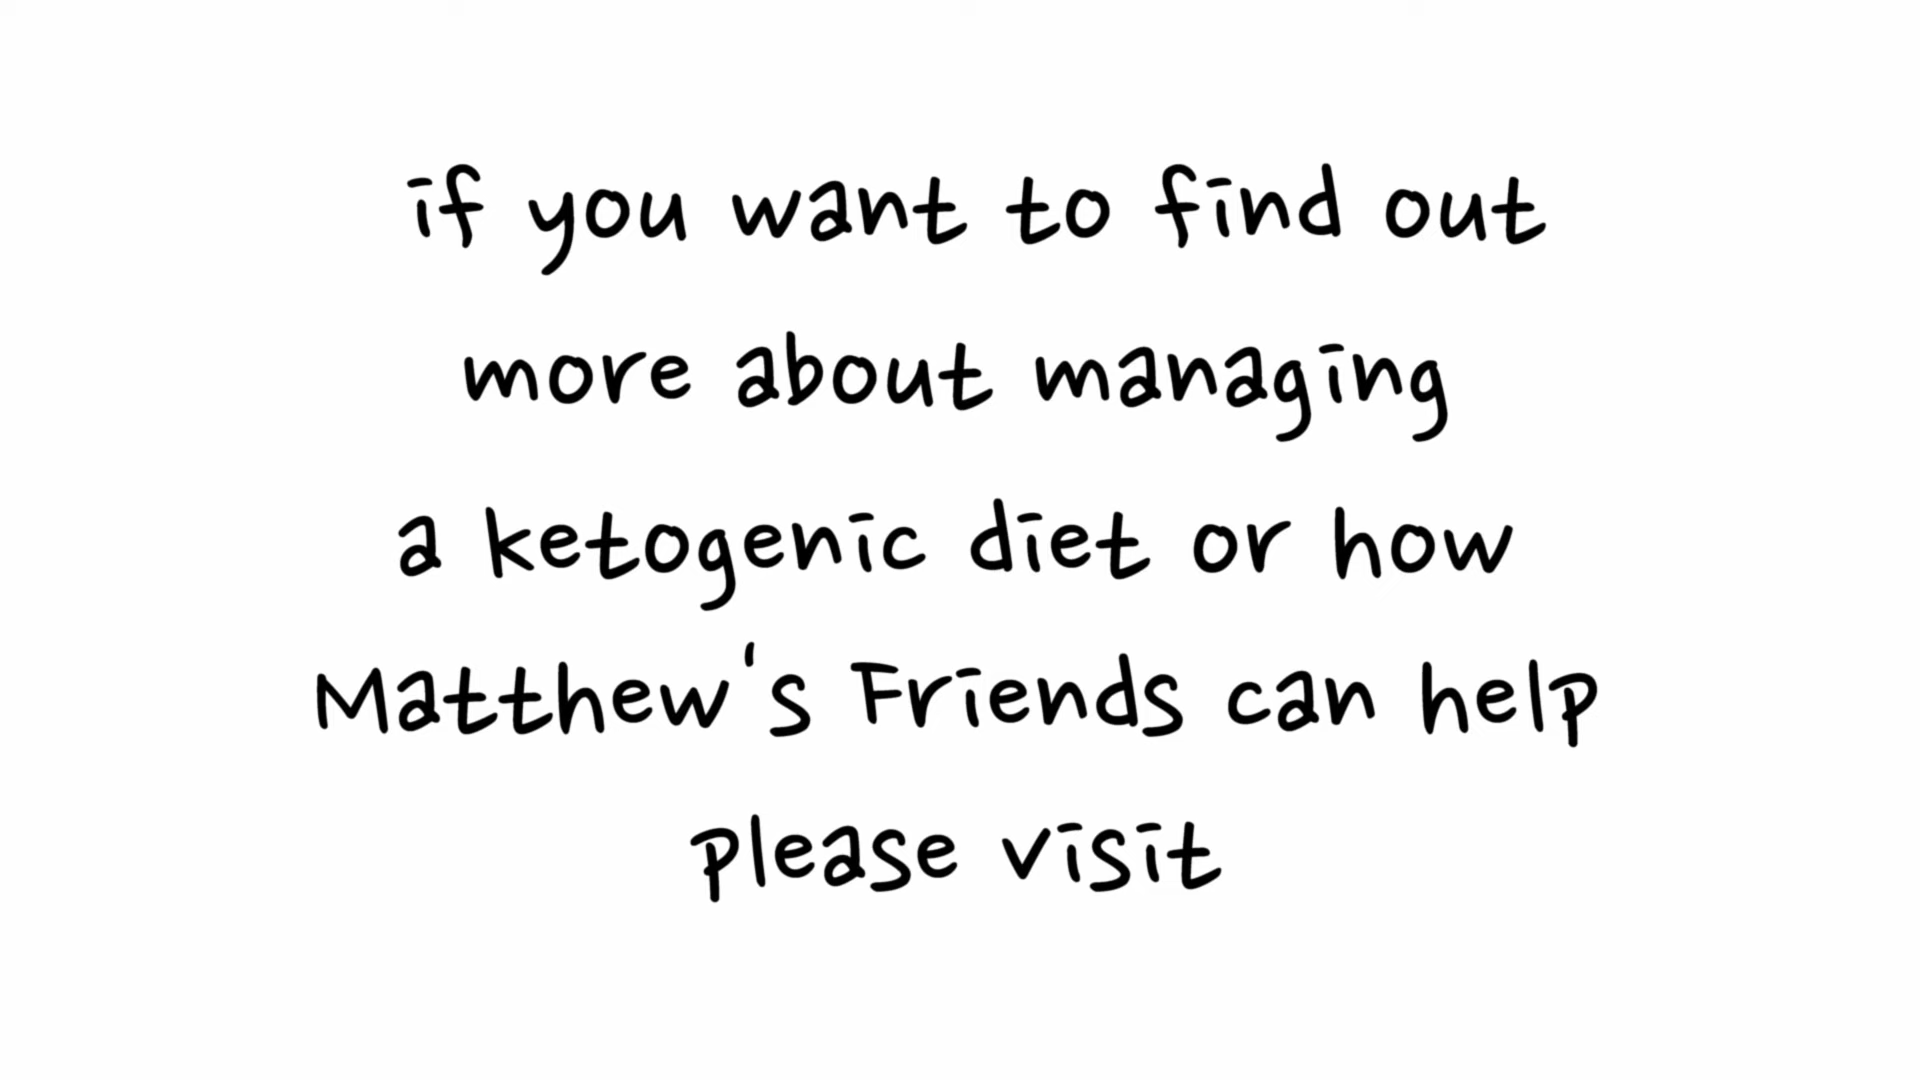 if you want to find out
more about managing
a ketogenic diet or how
Matthew's Friends can help
please visit